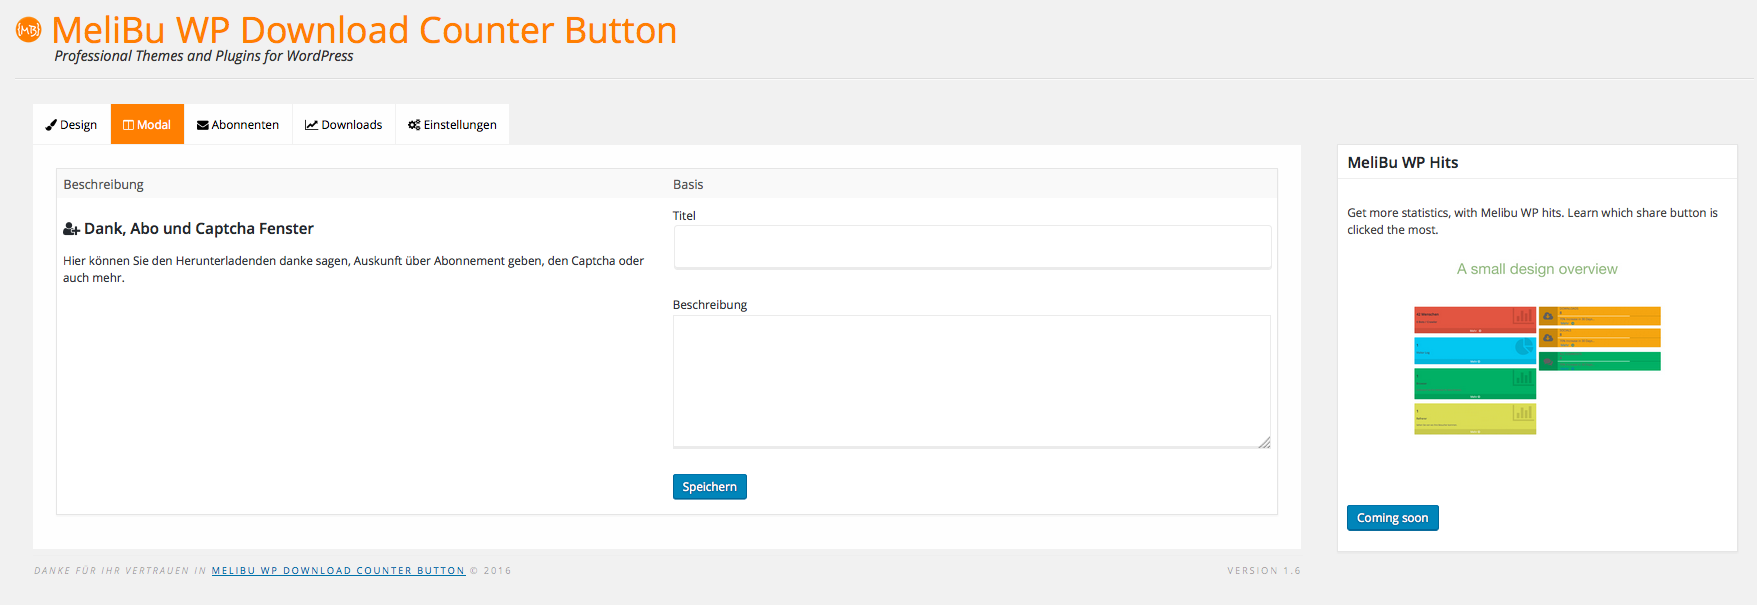 MB
MeliBu WP Download Counter Button
Professional Themes and Plugins for WordPress
Design
Modal
Abonnenten
Downloads
Einstellungen
Beschreibung
Basis
Dank, Abo und Captcha Fenster
Hier können Sie den Herunterladenden danke sagen, Auskunft über Abonnement geben, den Captcha oder
auch mehr.
Titel
Beschreibung
Speichern
MeliBu WP Hits
Get more statistics, with Melibu WP hits. Learn which share button is
clicked the most.
A small design overview
Coming soon
DANKE FÜR IHR VERTRAUEN IN MELIBU WP DOWNLOAD COUNTER BUTTON © 2016
VERSION 1.6